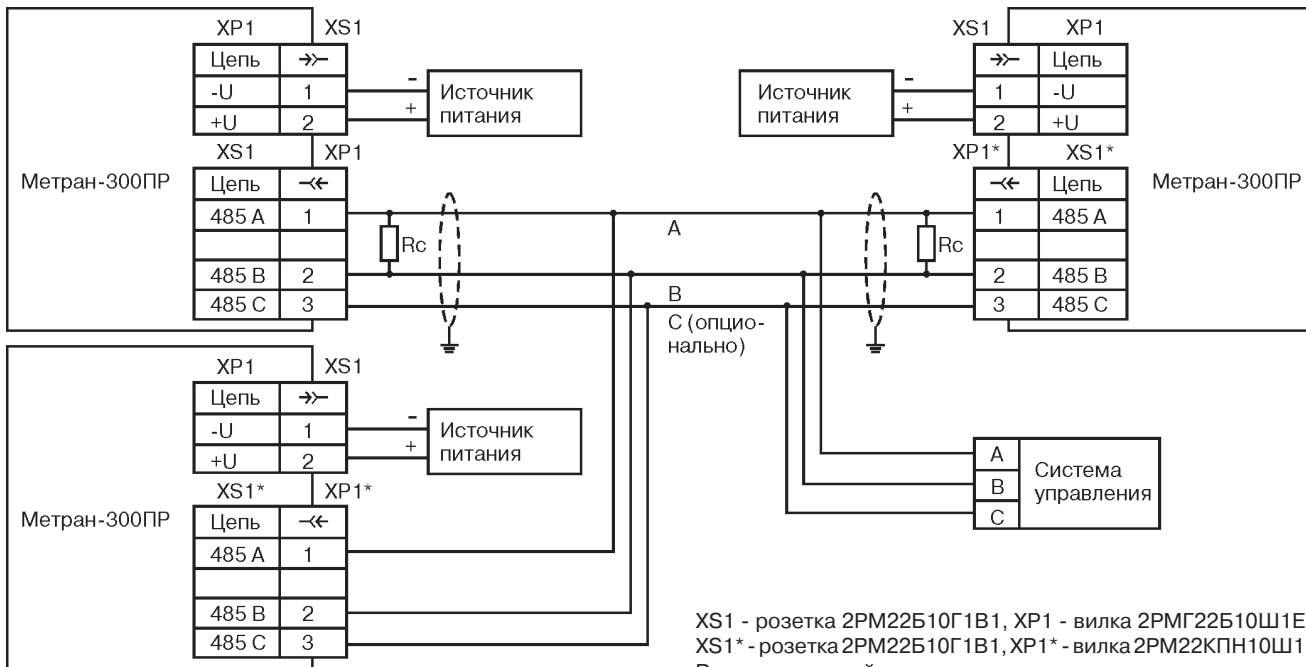 XP1 XS1
Цепь
-U 1 -
+U 2 +
Источник
питания
XS1 XP1
Метран-300ПР
Цепь
485 A 1
485 B 2
485 C 3
Rc
XS1 XP1
Цепь
- 1 -U
+ 2 +U
Источник
питания
XP1* XS1*
Метран-300ПР
Цепь
1 485 A
2 485 B
3 485 C
Rc
A
B
C (опцио-
нально)
XP1 XS1
Цепь
-U 1 -
+U 2 +
Источник
питания
XS1* XP1*
Метран-300ПР
Цепь
485 A 1
485 B 2
485 C 3
A
B
C
Система
управления
XS1 - розетка 2РМ22Б10Г1В1, XP1 - вилка 2РМГ22Б10Ш1Е
XS1* - розетка 2РМ22Б10Г1В1, XP1* - вилка 2РМ22КПН10Ш1